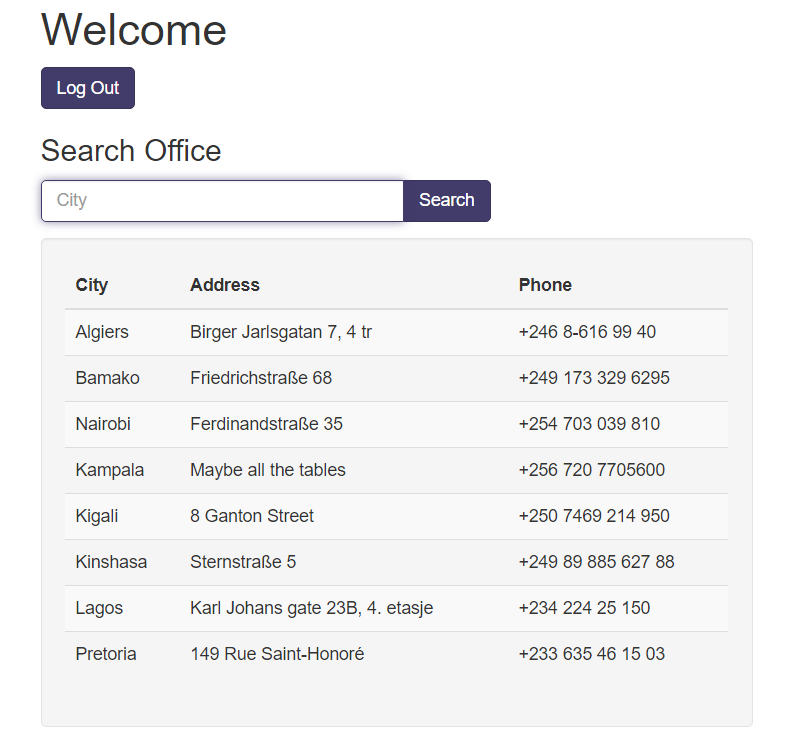 Welcome
Log Out
Search Office
City Search
City Address Phone
Algiers Birger Jarlsgatan 7, 4 tr +246 8-616 99 40
Bamako Friedrichstraße 68 +249 173 329 6295
Nairobi Ferdinandstraße 35 +254 703 039 810
Kampala Maybe all the tables +256 720 7705600
Kigali 8 Ganton Street +250 7469 214 950
Kinshasa Sternstraße 5 +249 89 885 627 88
Lagos Karl Johans gate 23B, 4. etasje +234 224 25 150
Pretoria 149 Rue Saint-Honoré +233 635 46 15 03